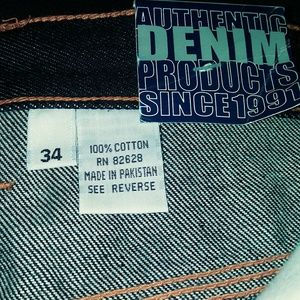 AUTHENTIC
DENIM
PRODUCTS
SINCE1991
34
100% COTTON
RN 82628
MADE IN PAKISTAN
SEE REVERSE